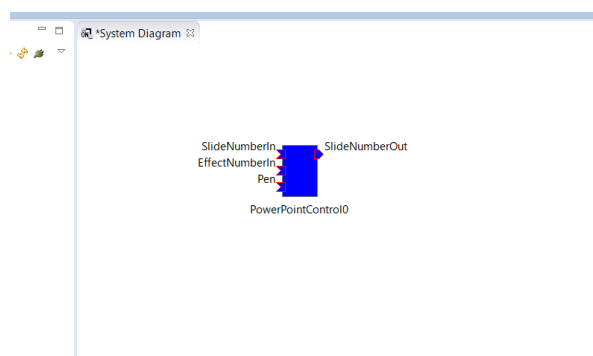 *System Diagram
SlideNumberIn
SlideNumberOut
EffectNumberIn
Pen
PowerPointControl0